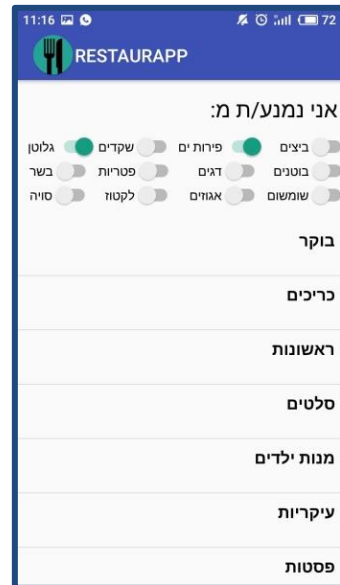 11:16 72
RESTAURAPP
אני נמנע/ת מ:
ביצים פירות ים שקדים גלוטן
בוטנים דגים פטריות בשר
שומשום אגוזים לקטוז סויה
בוקר
כריכים
ראשונות
סלטים
מנות ילדים
עיקריות
פסטות